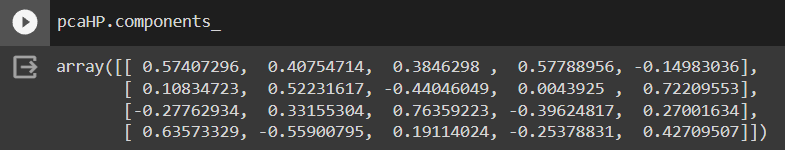 pcaHP.components_
array([[ 0.57407296,  0.40754714,  0.3846298 ,  0.57788956, -0.14983036],
[ 0.10834723,  0.52231617, -0.44046049,  0.0043925 ,  0.72209553],
[-0.27762934,  0.33155304,  0.76359223, -0.39624817,  0.27001634],
[ 0.63573329, -0.55900795,  0.19114024, -0.25378831,  0.42709507]])